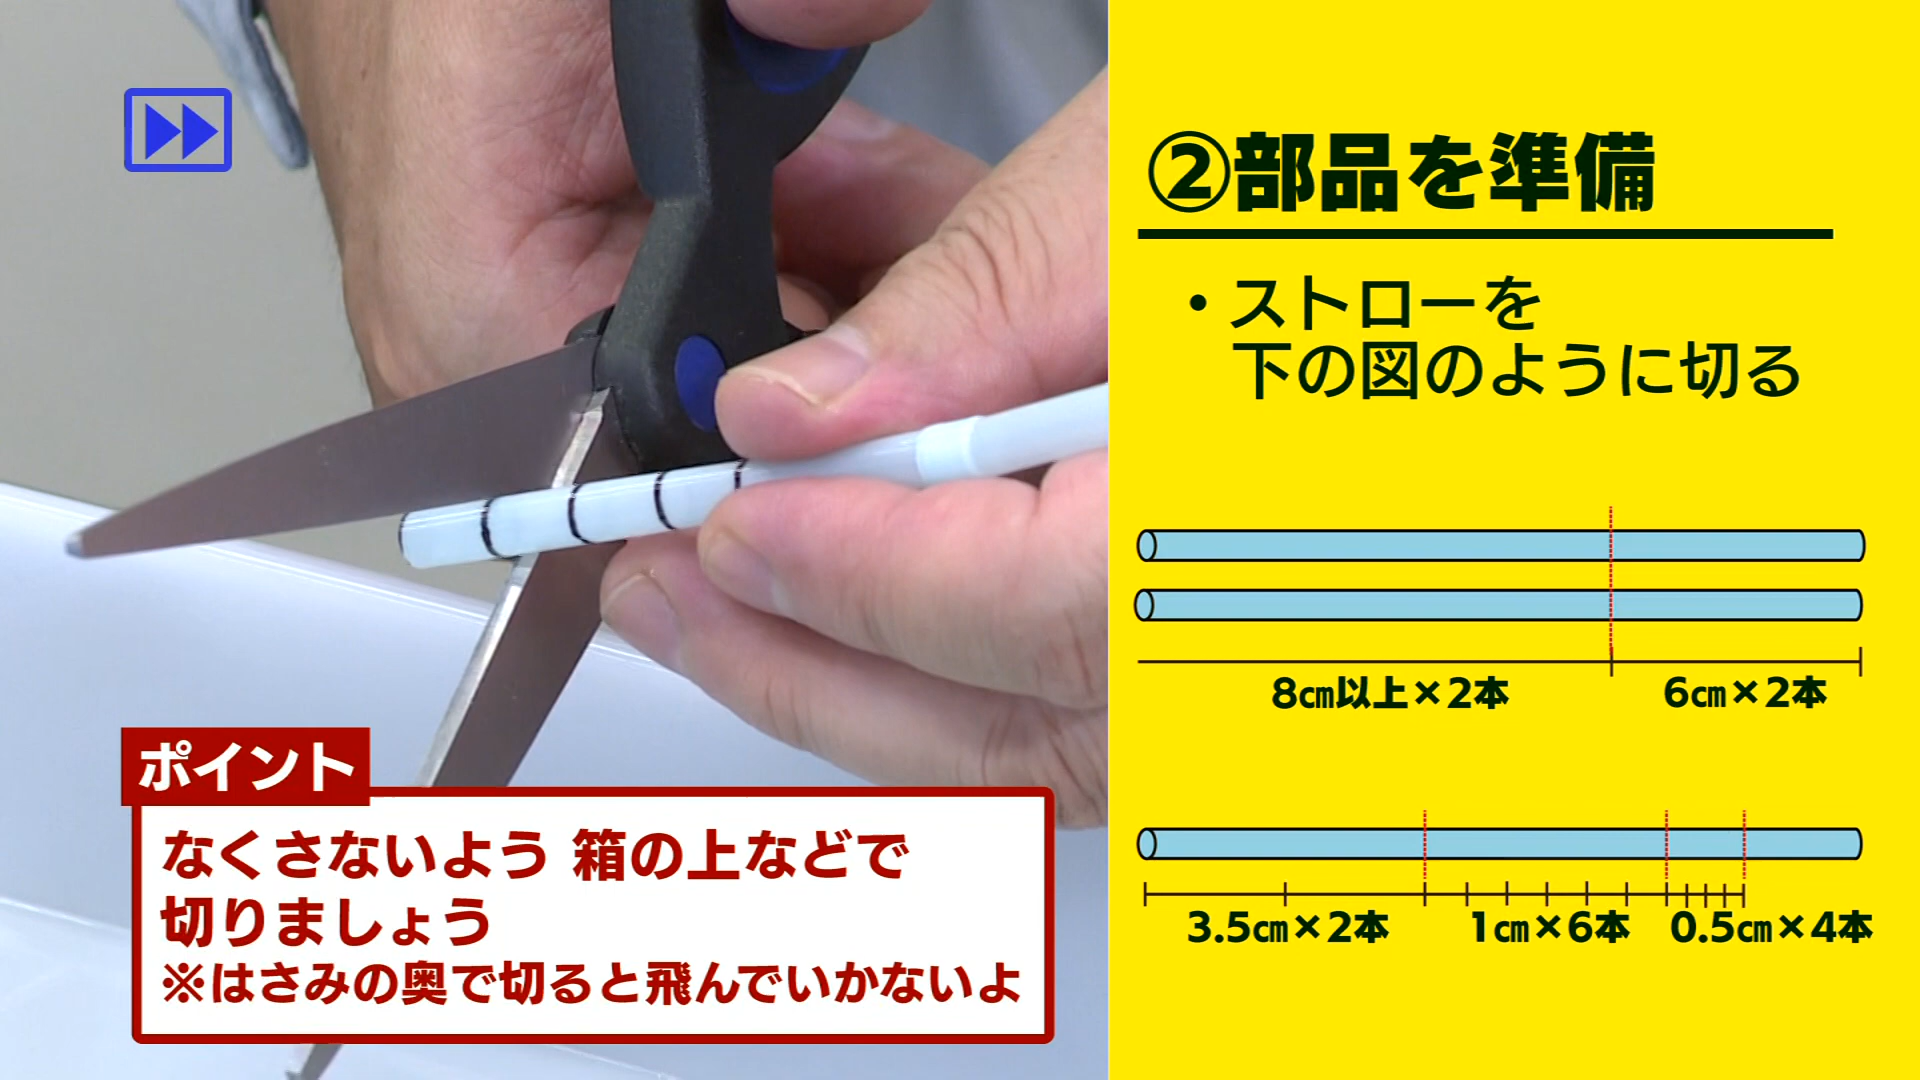 ②部品を準備
・ストローを
下の図のように切る
8㎝以上×2本
6㎝×2本
3.5㎝×2本
1㎝×6本
0.5㎝×4本
ポイント
なくさないよう 箱の上などで
切りましょう
※はさみの奥で切ると飛んでいかないよ